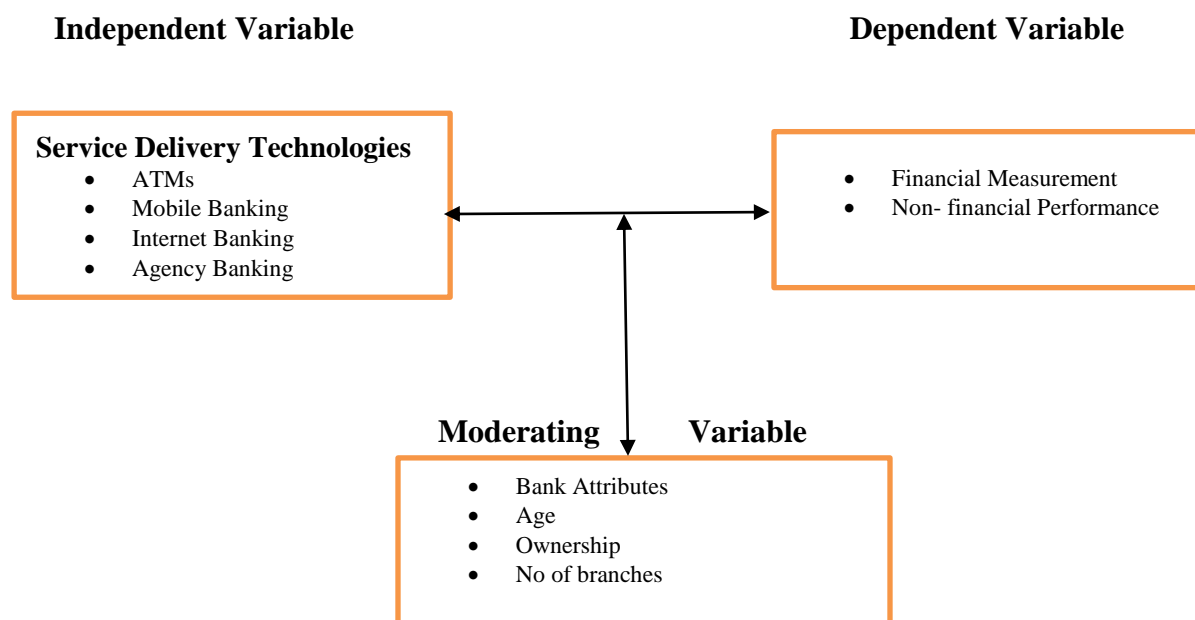 Independent Variable
Dependent Variable
Service Delivery Technologies
• ATMs
• Mobile Banking
• Internet Banking
• Agency Banking
• Financial Measurement
• Non- financial Performance
Moderating Variable
• Bank Attributes
• Age
• Ownership
• No of branches